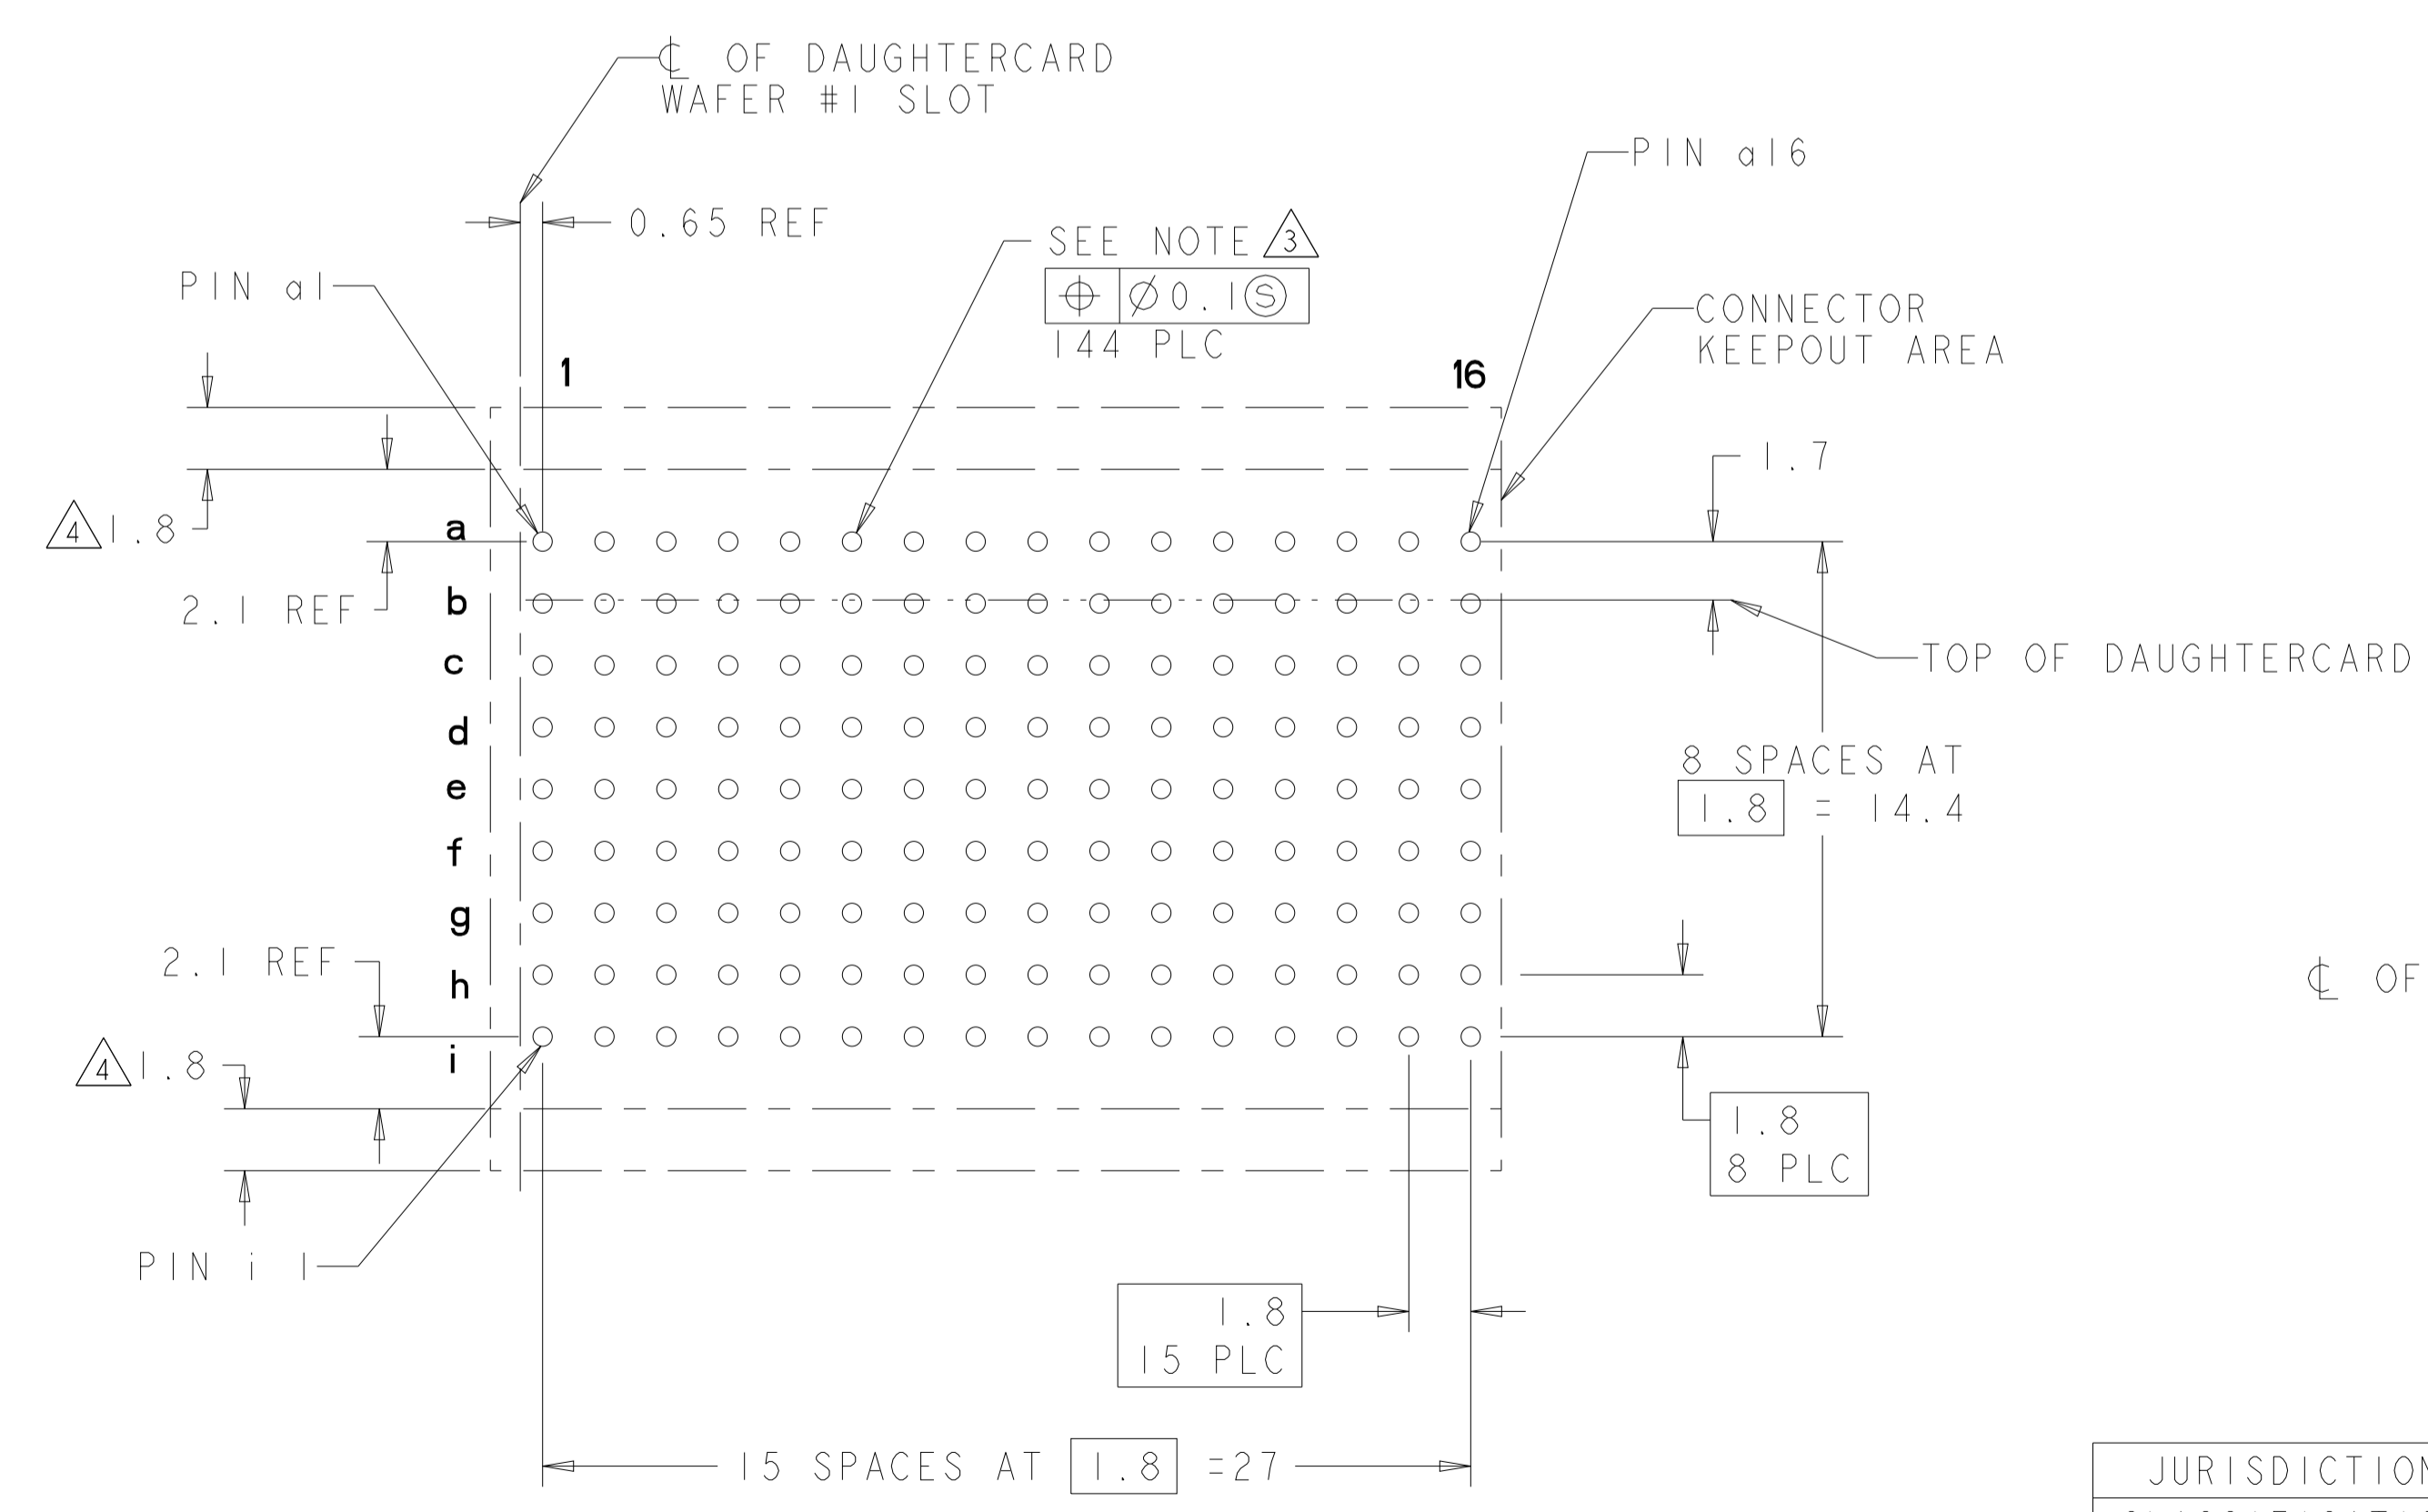 ℄ OF DAUGHTERCARD
WAFER #1 SLOT
PIN a16
0.65 REF
SEE NOTE 3
⌖ ⌀0.1Ⓢ
144 PLC
PIN a1
CONNECTOR
KEEPOUT AREA
1
16
1.7
4 1.8
a
2.1 REF
b
TOP OF DAUGHTERCARD
c
d
8 SPACES AT
1.8 = 14.4
e
f
g
2.1 REF
h
℄ OF
4 1.8
i
1.8
8 PLC
PIN i 1
1.8
15 PLC
15 SPACES AT 1.8 =27
JURISDICTION